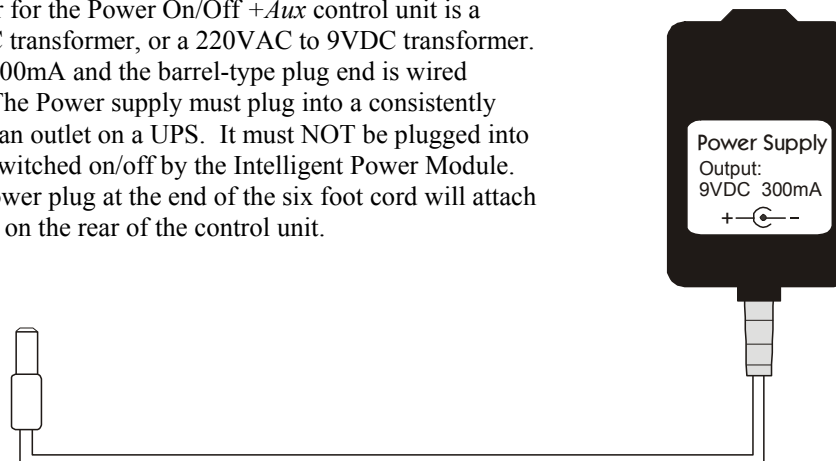 for the Power On/Off +Aux control unit is a
transformer, or a 220VAC to 9VDC transformer.
00mA and the barrel-type plug end is wired
The Power supply must plug into a consistently
an outlet on a UPS. It must NOT be plugged into
witched on/off by the Intelligent Power Module.
ower plug at the end of the six foot cord will attach
on the rear of the control unit.
Power Supply
Output:
9VDC 300mA
+ -